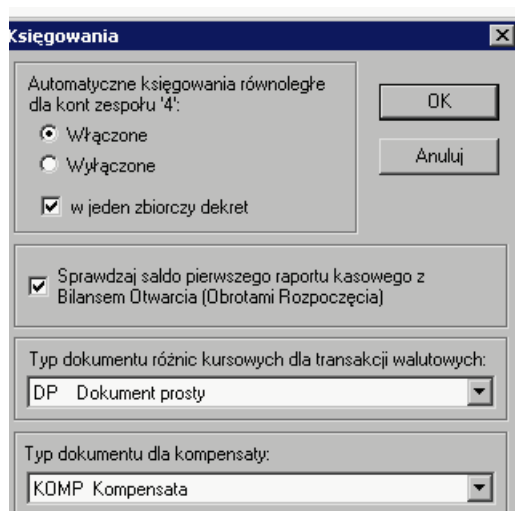 Księgowania
Automatyczne księgowania równoległe
dla kont zespołu '4':
Włączone
Wyłączone
w jeden zbiorczy dekret
OK
Anuluj
Sprawdzaj saldo pierwszego raportu kasowego z
Bilansem Otwarcia (Obrotami Rozpoczęcia)
Typ dokumentu różnic kursowych dla transakcji walutowych:
DP Dokument prosty
Typ dokumentu dla kompensaty:
KOMP Kompensata